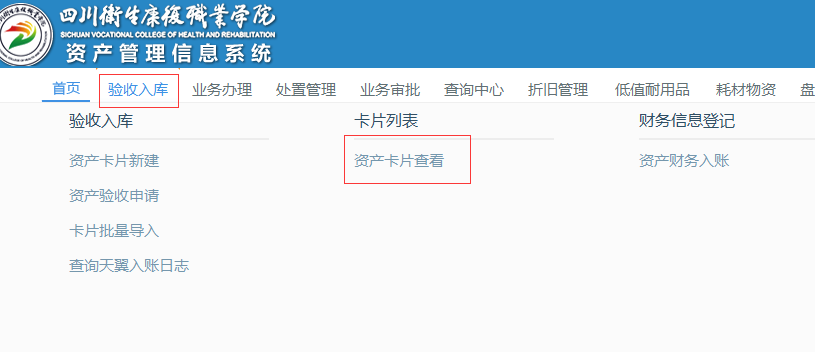 四川衛生康復職業学院
SICHUAN VOCATIONAL COLLEGE OF HEALTH AND REHABILITATION
资产管理信息系统
首页 验收入库 业务办理 处置管理 业务审批 查询中心 折旧管理 低值耐用品 耗材物资 盘
验收入库 卡片列表 财务信息登记
资产卡片新建 资产卡片查看 资产财务入账
资产验收申请
卡片批量导入
查询天翼入账日志